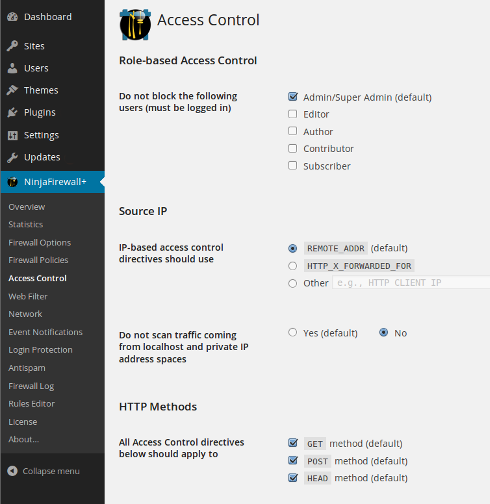 Dashboard
Sites
Users
Themes
Plugins
Settings
Updates
NinjaFirewall+
Overview
Statistics
Firewall Options
Firewall Policies
Access Control
Web Filter
Network
Event Notifications
Login Protection
Antispam
Firewall Log
Rules Editor
License
About...
Collapse menu
Access Control
Role-based Access Control
Do not block the following
users (must be logged in)
Admin/Super Admin (default)
Editor
Author
Contributor
Subscriber
Source IP
IP-based access control
directives should use
REMOTE_ADDR (default)
HTTP_X_FORWARDED_FOR
Other e.g., HTTP_CLIENT_IP
Do not scan traffic coming
from localhost and private IP
address spaces
Yes (default) No
HTTP Methods
All Access Control directives
below should apply to
GET method (default)
POST method (default)
HEAD method (default)